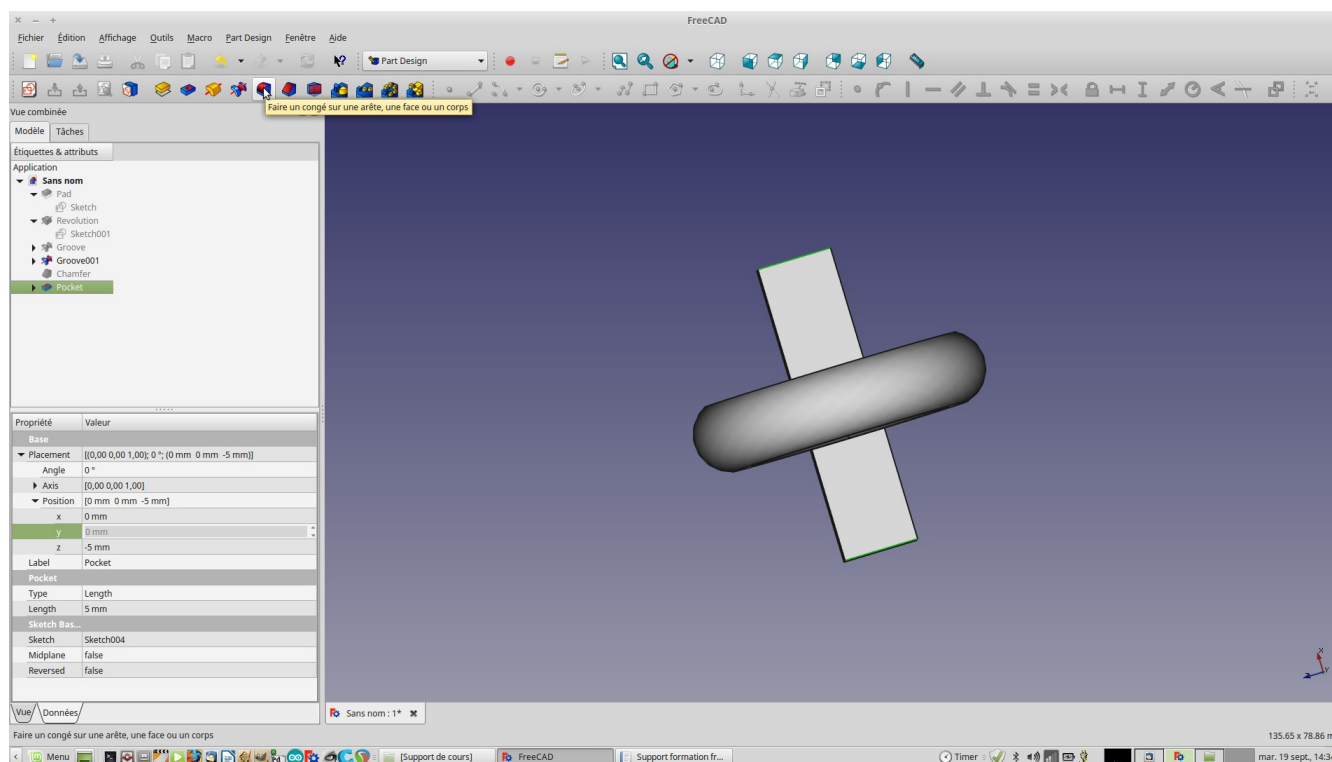 FreeCAD
Fichier Édition Affichage Outils Macro Part Design Fenêtre Aide
Part Design
Faire un congé sur une arête, une face ou un corps
Vue combinée
Modèle Tâches
Étiquettes & attributs
Application
Sans nom
Pad
Sketch
Revolution
Sketch001
Groove
Groove001
Chamfer
Pocket
Propriété Valeur
Base
Placement [(0,00 0,00 1,00); 0 °; (0 mm 0 mm -5 mm)]
Angle 0 °
Axis [0,00 0,00 1,00]
Position [0 mm 0 mm -5 mm]
x 0 mm
y 0 mm
z -5 mm
Label Pocket
Pocket
Type Length
Length 5 mm
Sketch Bas...
Sketch Sketch004
Midplane false
Reversed false
X
Y
Z
Vue Données
Sans nom : 1*
Faire un congé sur une arête, une face ou un corps
135.65 x 78.86 m
Menu [Support de cours] FreeCAD Support formation fr... Timer mar. 19 sept., 14:3